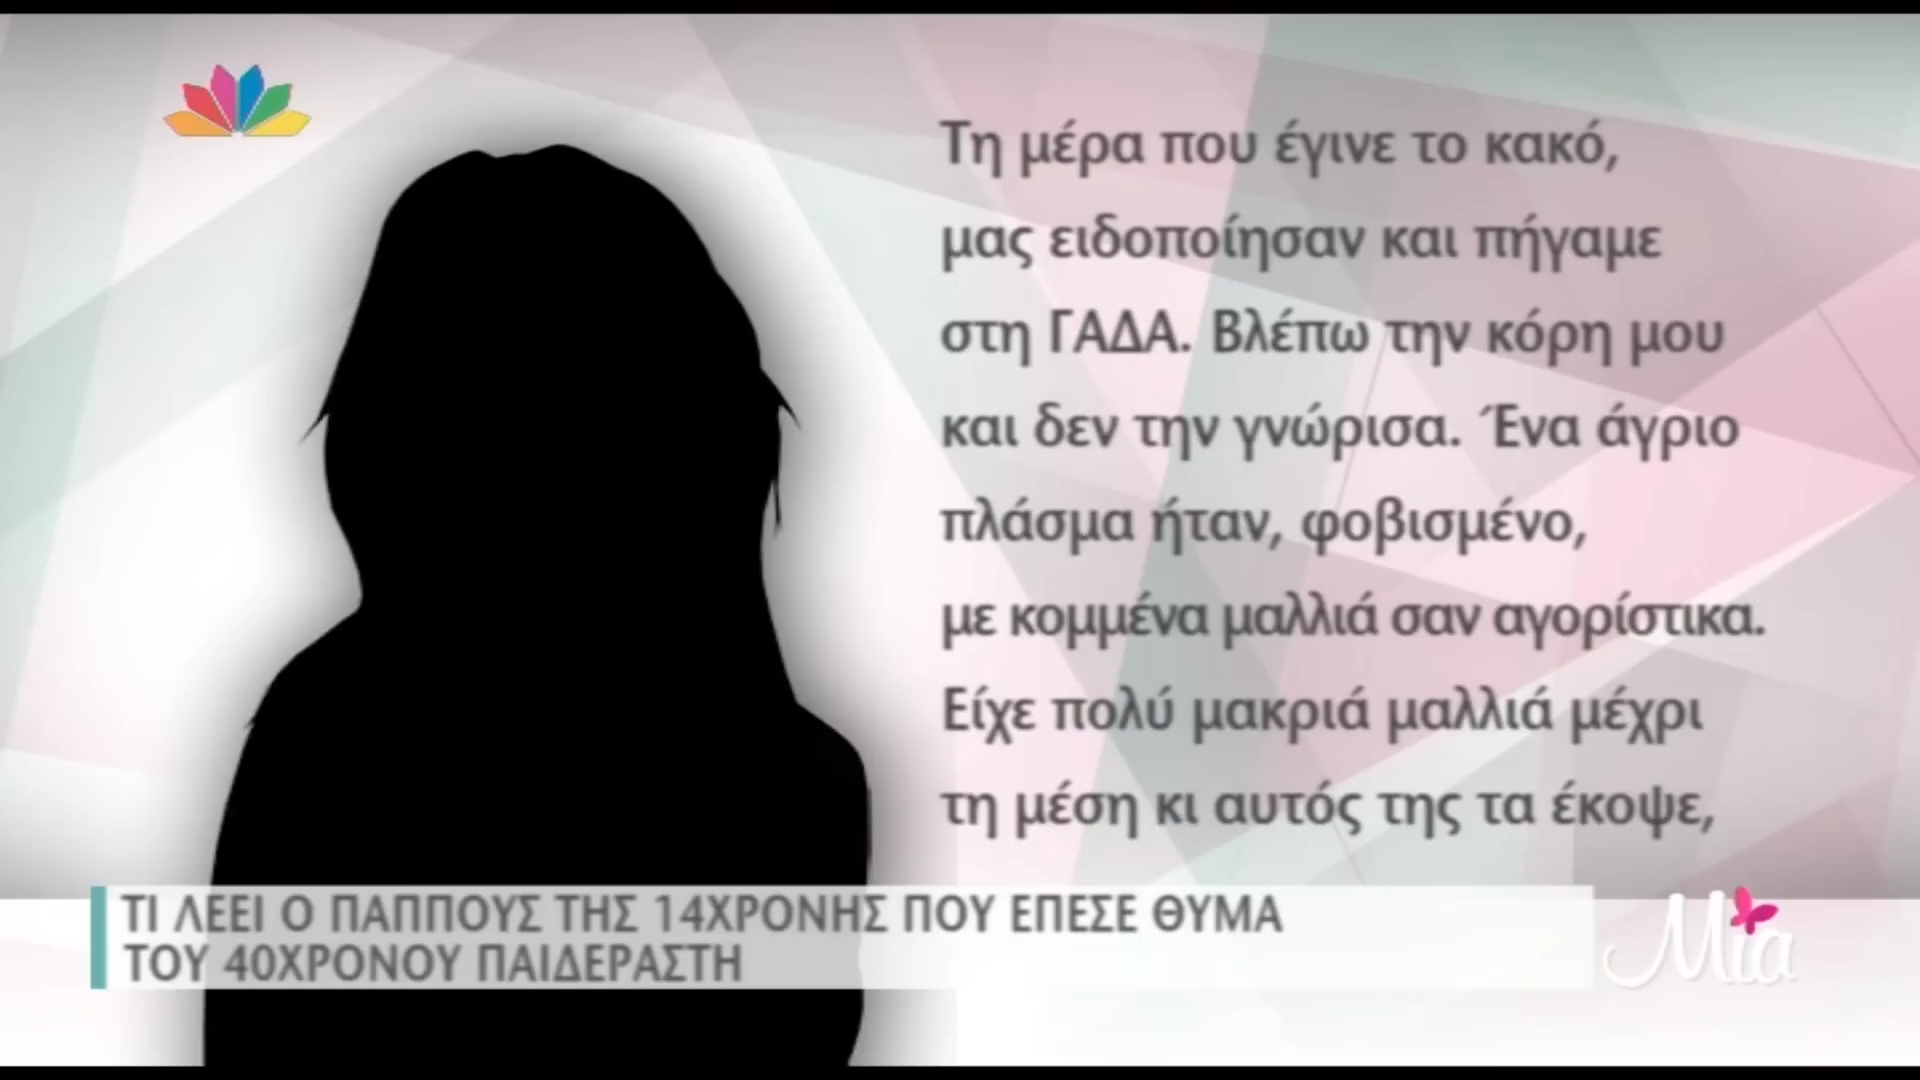 Τη μέρα που έγινε το κακό,
μας ειδοποίησαν και πήγαμε
στη ΓΑΔΑ. Βλέπω την κόρη μου
και δεν την γνώρισα. Ένα άγριο
πλάσμα ήταν, φοβισμένο,
με κομμένα μαλλιά σαν αγορίστικα.
Είχε πολύ μακριά μαλλιά μέχρι
τη μέση κι αυτός της τα έκοψε,
ΤΙ ΛΕΕΙ Ο ΠΑΠΠΟΥΣ ΤΗΣ 14ΧΡΟΝΗΣ ΠΟΥ ΕΠΕΣΕ ΘΥΜΑ
ΤΟΥ 40ΧΡΟΝΟΥ ΠΑΙΔΕΡΑΣΤΗ
Μία